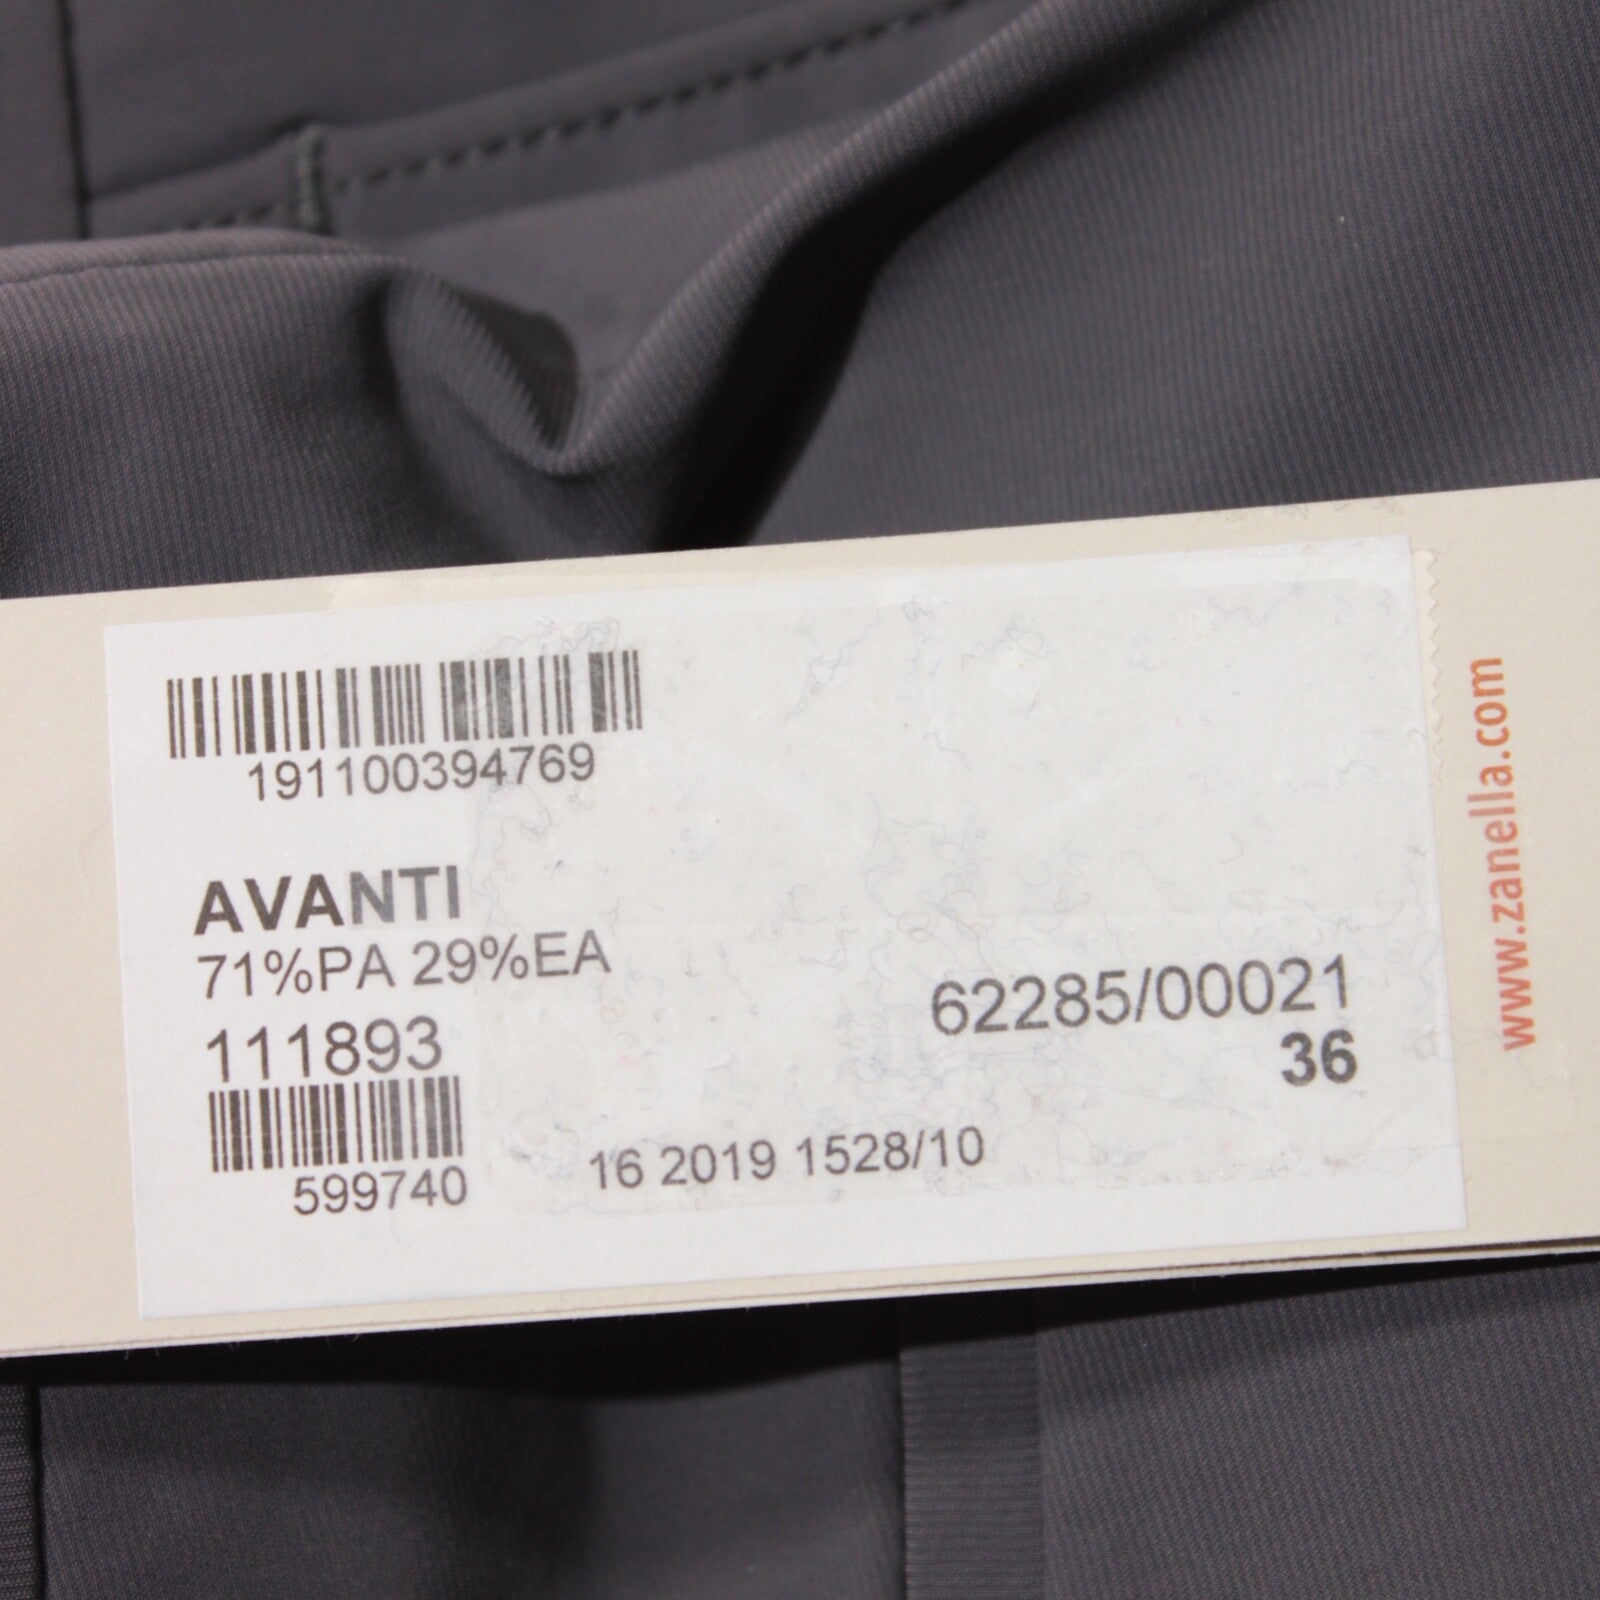 191100394769
AVANTI
71%PA 29%EA
111893
599740
62285/00021
36
16 2019 1528/10
www.zanella.com